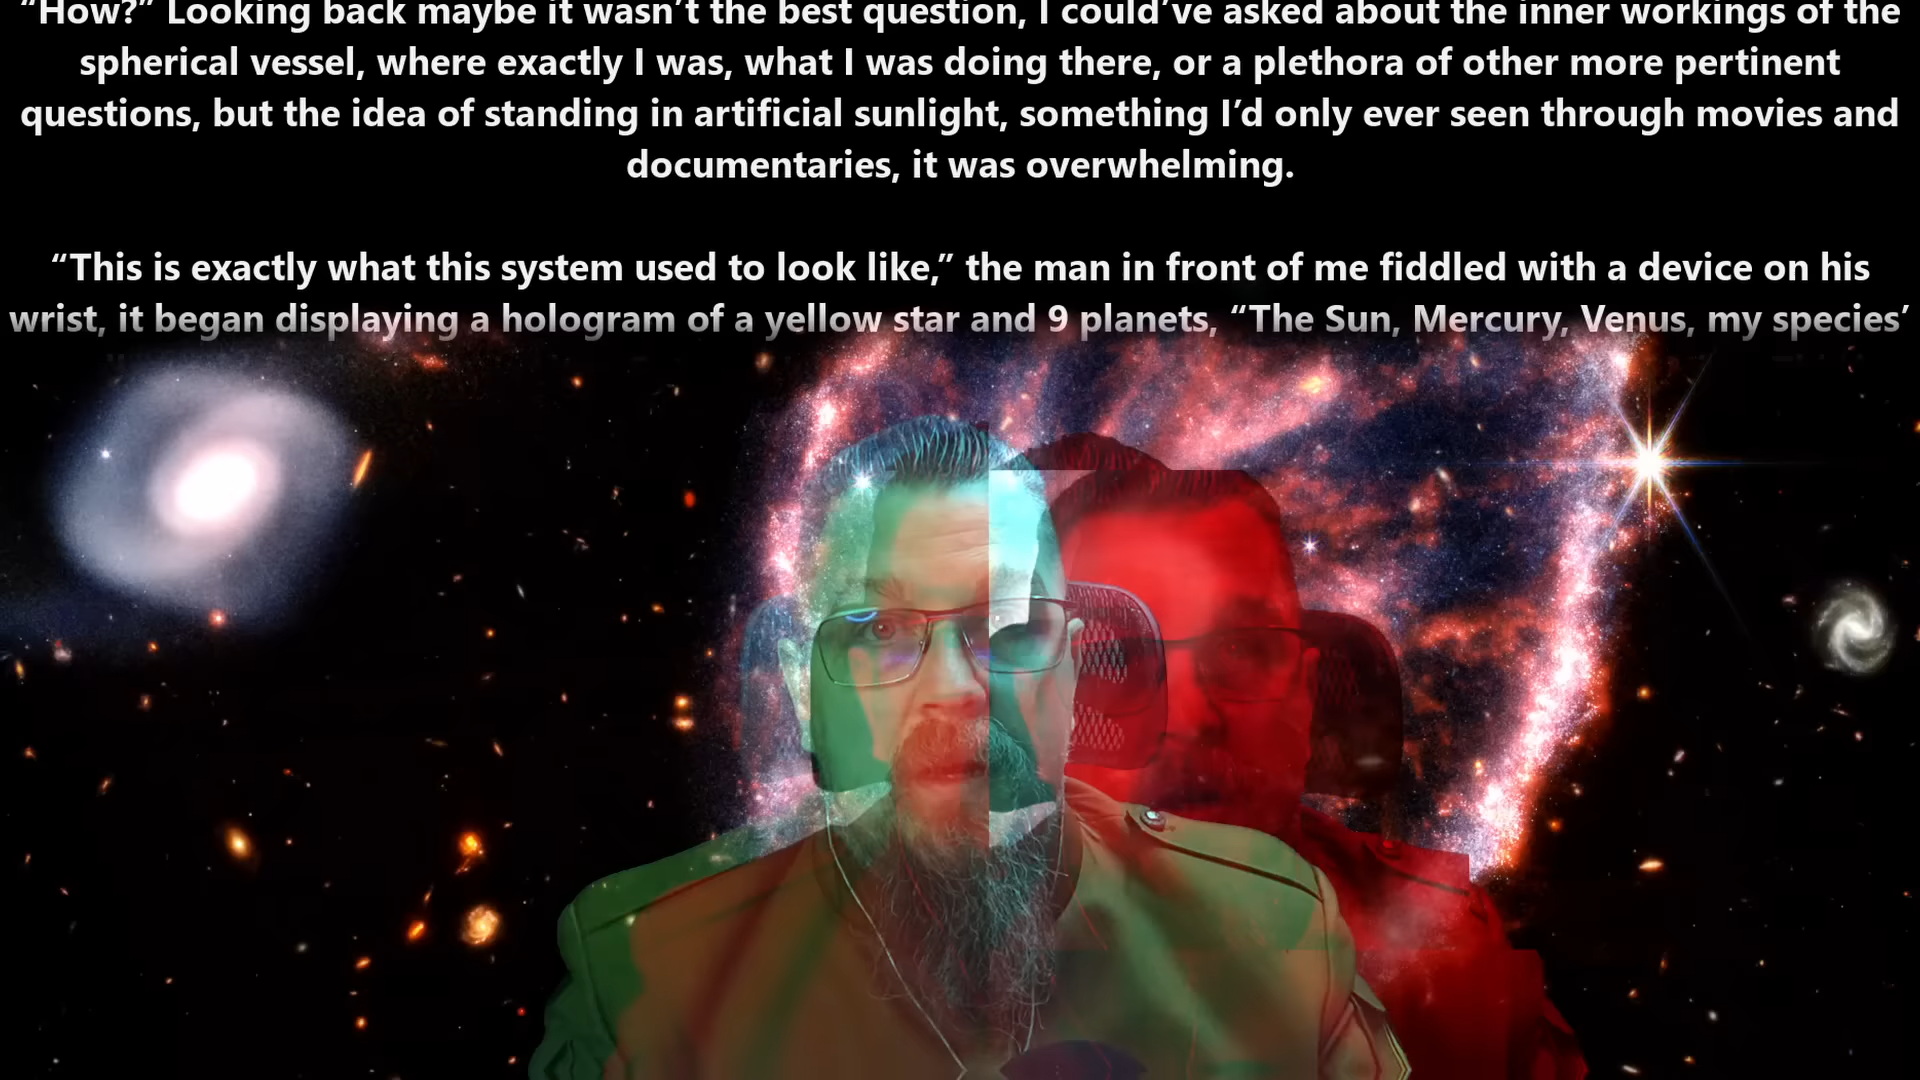 “How?” Looking back maybe it wasn’t the best question, I could’ve asked about the inner workings of the
spherical vessel, where exactly I was, what I was doing there, or a plethora of other more pertinent
questions, but the idea of standing in artificial sunlight, something I’d only ever seen through movies and
documentaries, it was overwhelming.
“This is exactly what this system used to look like,” the man in front of me fiddled with a device on his
wrist, it began displaying a hologram of a yellow star and 9 planets, “The Sun, Mercury, Venus, my species’